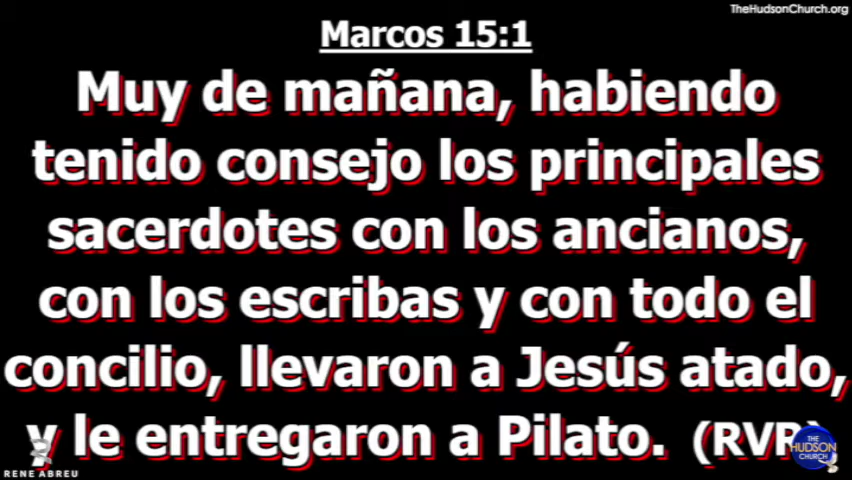 TheHudsonChurch.org
Marcos 15:1
Muy de mañana, habiendo
tenido consejo los principales
sacerdotes con los ancianos,
con los escribas y con todo el
concilio, llevaron a Jesús atado,
y le entregaron a Pilato. (RVR)
RENE ABREU
THE
HUDSON
CHURCH